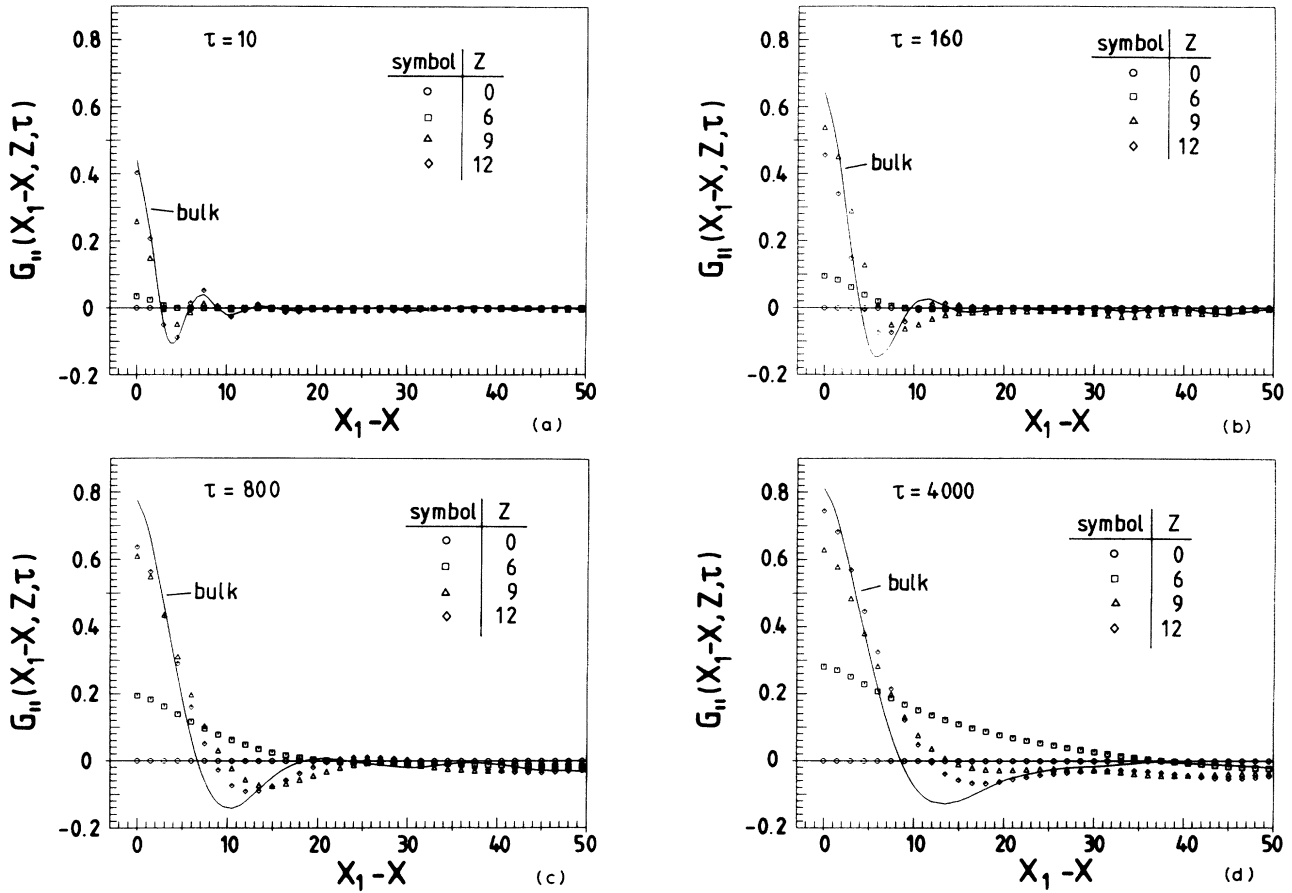 τ = 10
symbol Z
0
6
9
12
bulk
G||(X₁-X, Z, τ)
0.8
0.6
0.4
0.2
0
-0.2
0 10 20 30 40 50
X₁-X
(a)
τ = 160
symbol Z
0
6
9
12
bulk
G||(X₁-X, Z, τ)
0.8
0.6
0.4
0.2
0
-0.2
0 10 20 30 40 50
X₁-X
(b)
τ = 800
symbol Z
0
6
9
12
bulk
G||(X₁-X, Z, τ)
0.8
0.6
0.4
0.2
0
-0.2
0 10 20 30 40 50
X₁-X
(c)
τ = 4000
symbol Z
0
6
9
12
bulk
G||(X₁-X, Z, τ)
0.8
0.6
0.4
0.2
0
-0.2
0 10 20 30 40 50
X₁-X
(d)